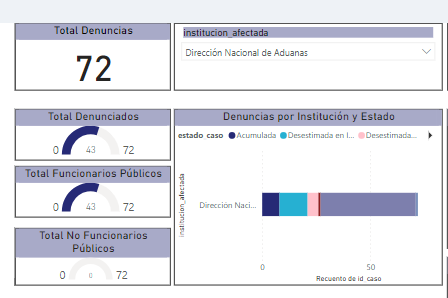 Total Denuncias
72
institucion_afectada
Dirección Nacional de Aduanas
Total Denunciados
0 43 72
Total Funcionarios Públicos
0 43 72
Total No Funcionarios
Públicos
0 0 72
Denuncias por Institución y Estado
estado_caso Acumulada Desestimada en I... Desestimada...
institucion_afectada
Dirección Naci...
0 50
Recuento de id_caso